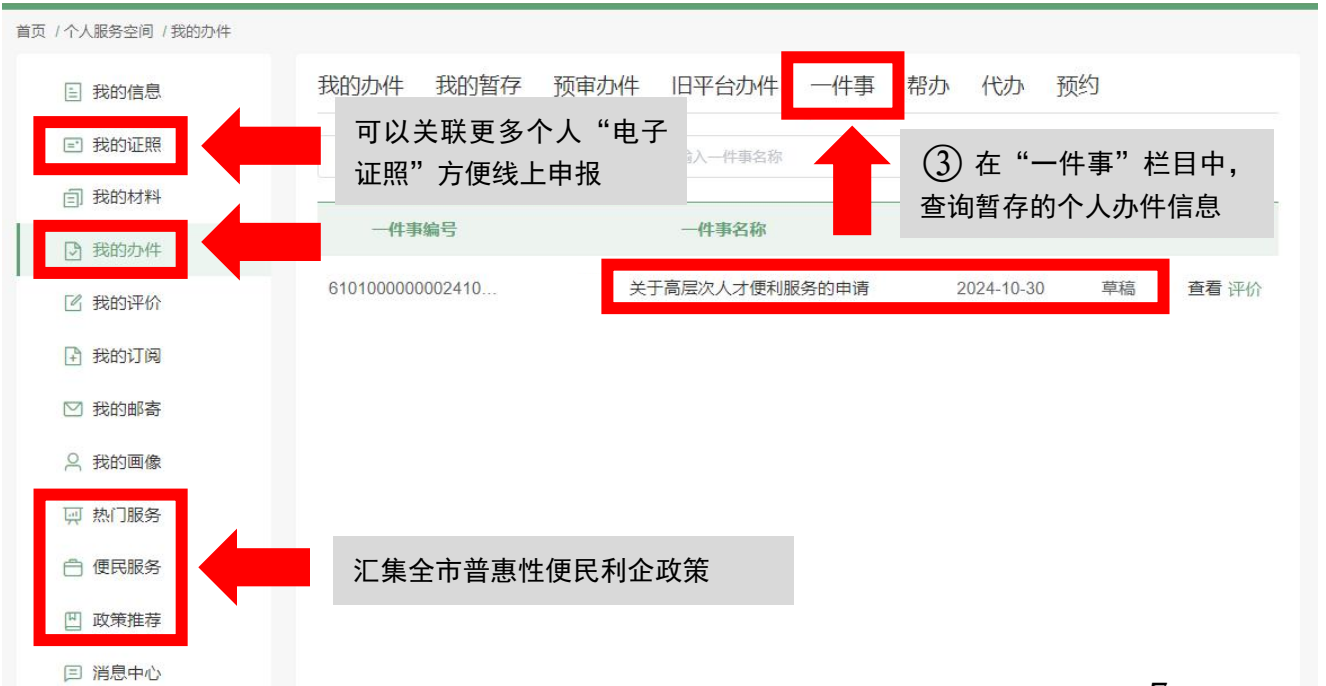 首页 / 个人服务空间 / 我的办件
我的信息
我的证照
我的材料
我的办件
我的评价
我的订阅
我的邮寄
我的画像
热门服务
便民服务
政策推荐
消息中心
我的办件 我的暂存 预审办件 旧平台办件 一件事 帮办 代办 预约
可以关联更多个人“电子
证照”方便线上申报
输入一件事名称
③ 在“一件事”栏目中，
查询暂存的个人办件信息
一件事编号 一件事名称
6101000000002410... 关于高层次人才便利服务的申请 2024-10-30 草稿 查看 评价
汇集全市普惠性便民利企政策